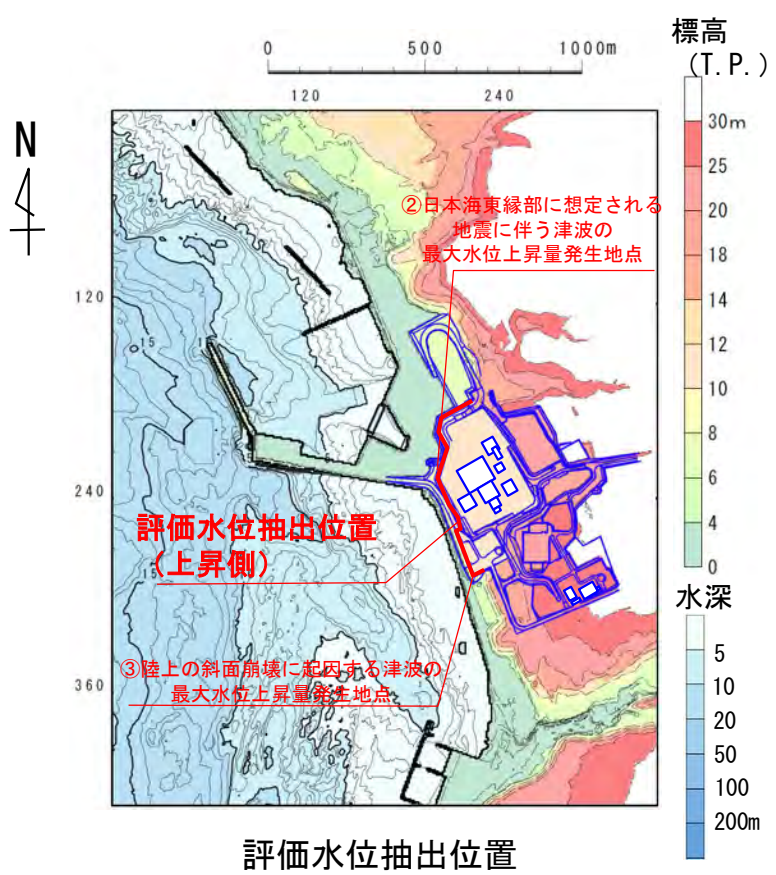 0 500 1000m
120 240
N
標高
(T.P.)
30m
25
20
18
14
12
10
8
6
4
0
②日本海東縁部に想定される
地震に伴う津波の
最大水位上昇量発生地点
120
15
240
評価水位抽出位置
(上昇側)
15
③陸上の斜面崩壊に起因する津波の
最大水位上昇量発生地点
360
水深
5
10
20
50
100
200m
評価水位抽出位置